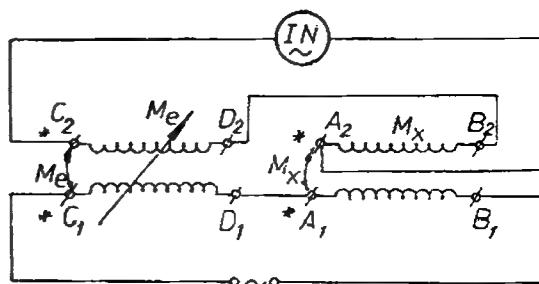 IN
C₂ Mₑ D₂ A₂ Mₓ B₂
* *
Mₑ Mₓ
* C₁ D₁ * A₁ B₁